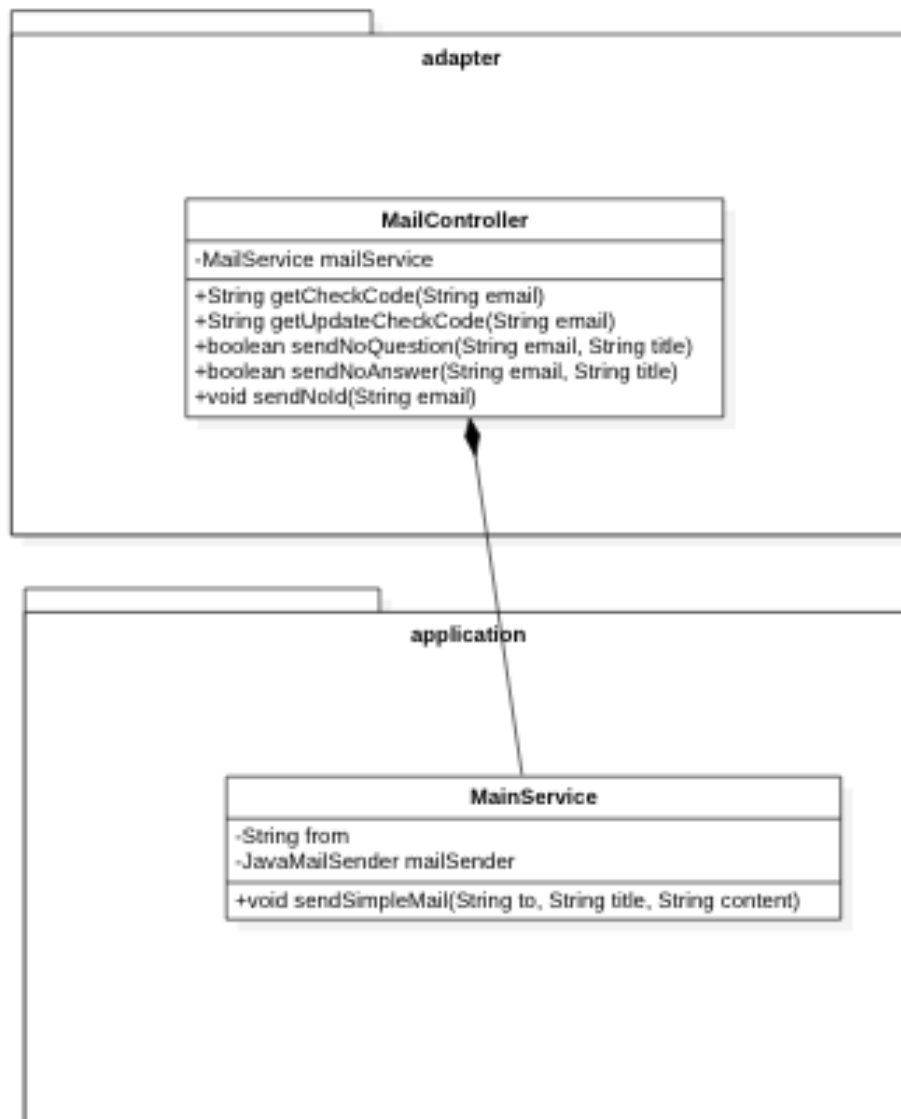 adapter
MailController
-MailService mailService
+String getCheckCode(String email)
+String getUpdateCheckCode(String email)
+boolean sendNoQuestion(String email, String title)
+boolean sendNoAnswer(String email, String title)
+void sendNoId(String email)
application
MainService
-String from
-JavaMailSender mailSender
+void sendSimpleMail(String to, String title, String content)